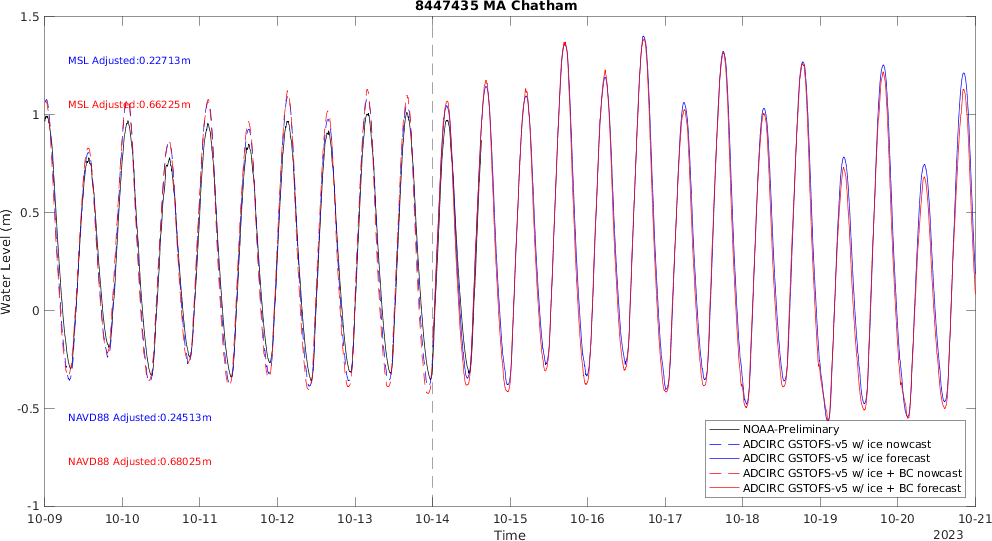 8447435 MA Chatham
1.5
1
0.5
0
-0.5
-1
Water Level (m)
MSL Adjusted:0.22713m
MSL Adjusted:0.66225m
NAVD88 Adjusted:0.24513m
NAVD88 Adjusted:0.68025m
NOAA-Preliminary
ADCIRC GSTOFS-v5 w/ ice nowcast
ADCIRC GSTOFS-v5 w/ ice forecast
ADCIRC GSTOFS-v5 w/ ice + BC nowcast
ADCIRC GSTOFS-v5 w/ ice + BC forecast
10-09 10-10 10-11 10-12 10-13 10-14 10-15 10-16 10-17 10-18 10-19 10-20 10-21
Time
2023